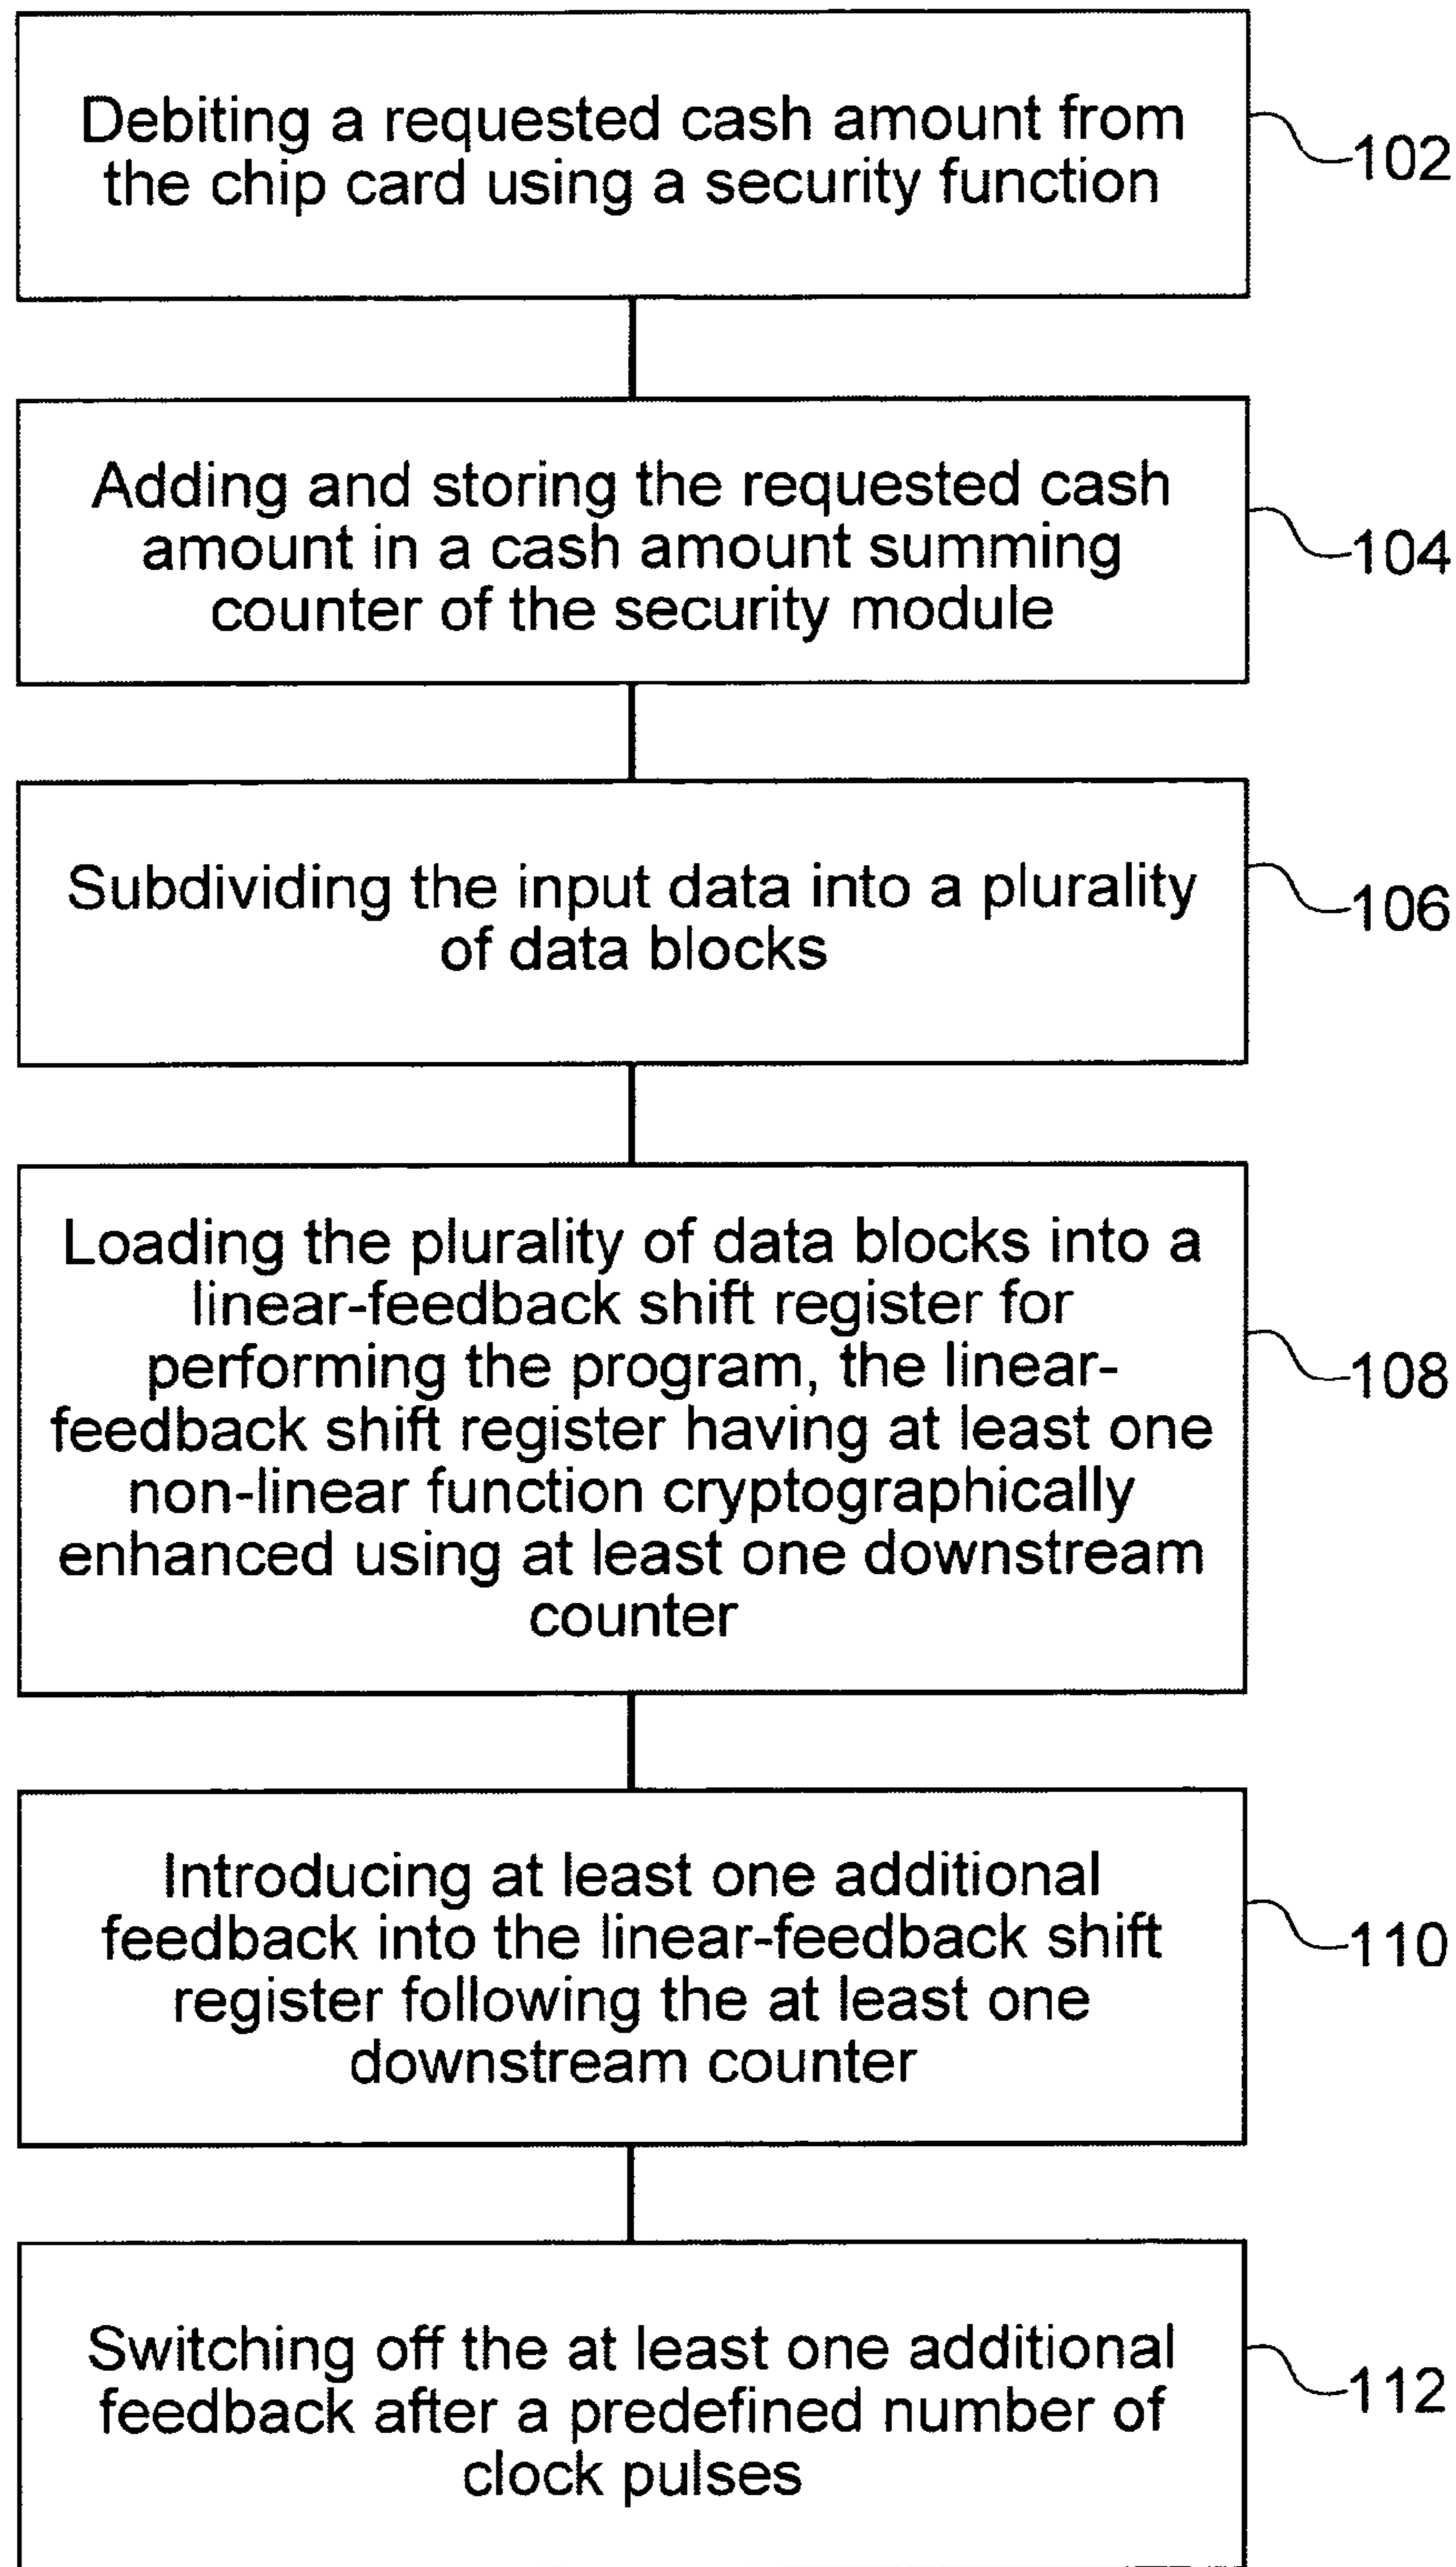 Debiting a requested cash amount from
the chip card using a security function
102
Adding and storing the requested cash
amount in a cash amount summing
counter of the security module
104
Subdividing the input data into a plurality
of data blocks
106
Loading the plurality of data blocks into a
linear-feedback shift register for
performing the program, the linear-
feedback shift register having at least one
non-linear function cryptographically
enhanced using at least one downstream
counter
108
Introducing at least one additional
feedback into the linear-feedback shift
register following the at least one
downstream counter
110
Switching off the at least one additional
feedback after a predefined number of
clock pulses
112